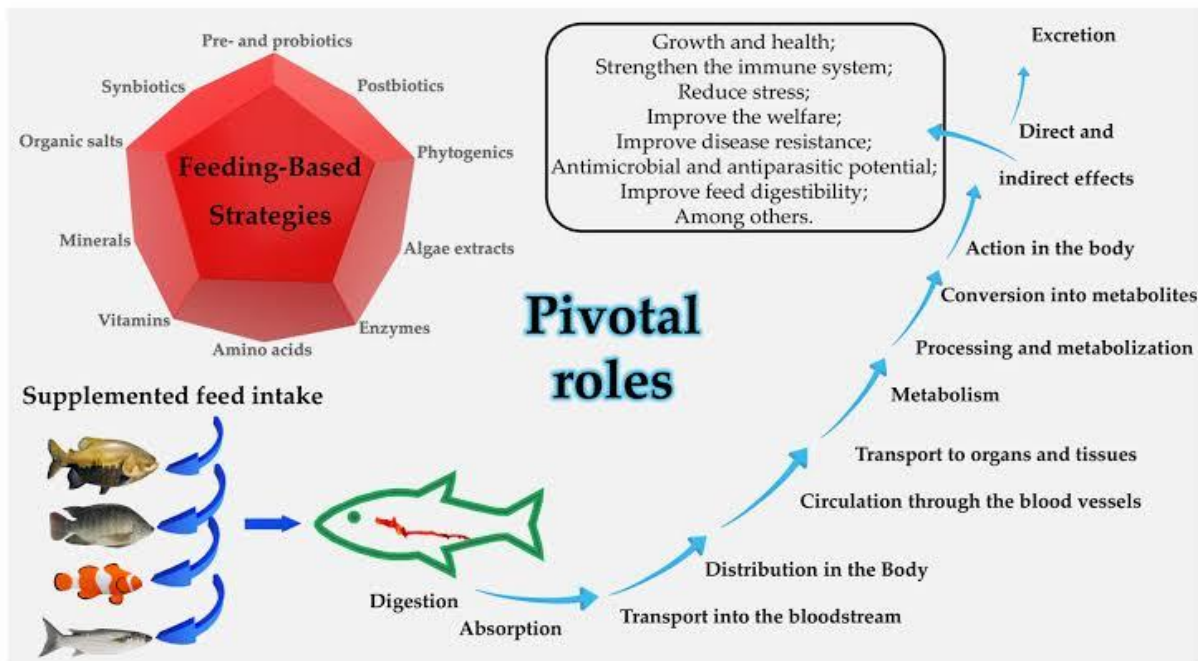 Pre- and probiotics
Synbiotics
Postbiotics
Organic salts
Phytogenics
Feeding-Based
Strategies
Minerals
Algae extracts
Vitamins
Enzymes
Amino acids
Growth and health;
Strengthen the immune system;
Reduce stress;
Improve the welfare;
Improve disease resistance;
Antimicrobial and antiparasitic potential;
Improve feed digestibility;
Among others.
Excretion
Direct and
indirect effects
Action in the body
Conversion into metabolites
Processing and metabolization
Metabolism
Transport to organs and tissues
Circulation through the blood vessels
Distribution in the Body
Transport into the bloodstream
Absorption
Digestion
Pivotal
roles
Supplemented feed intake